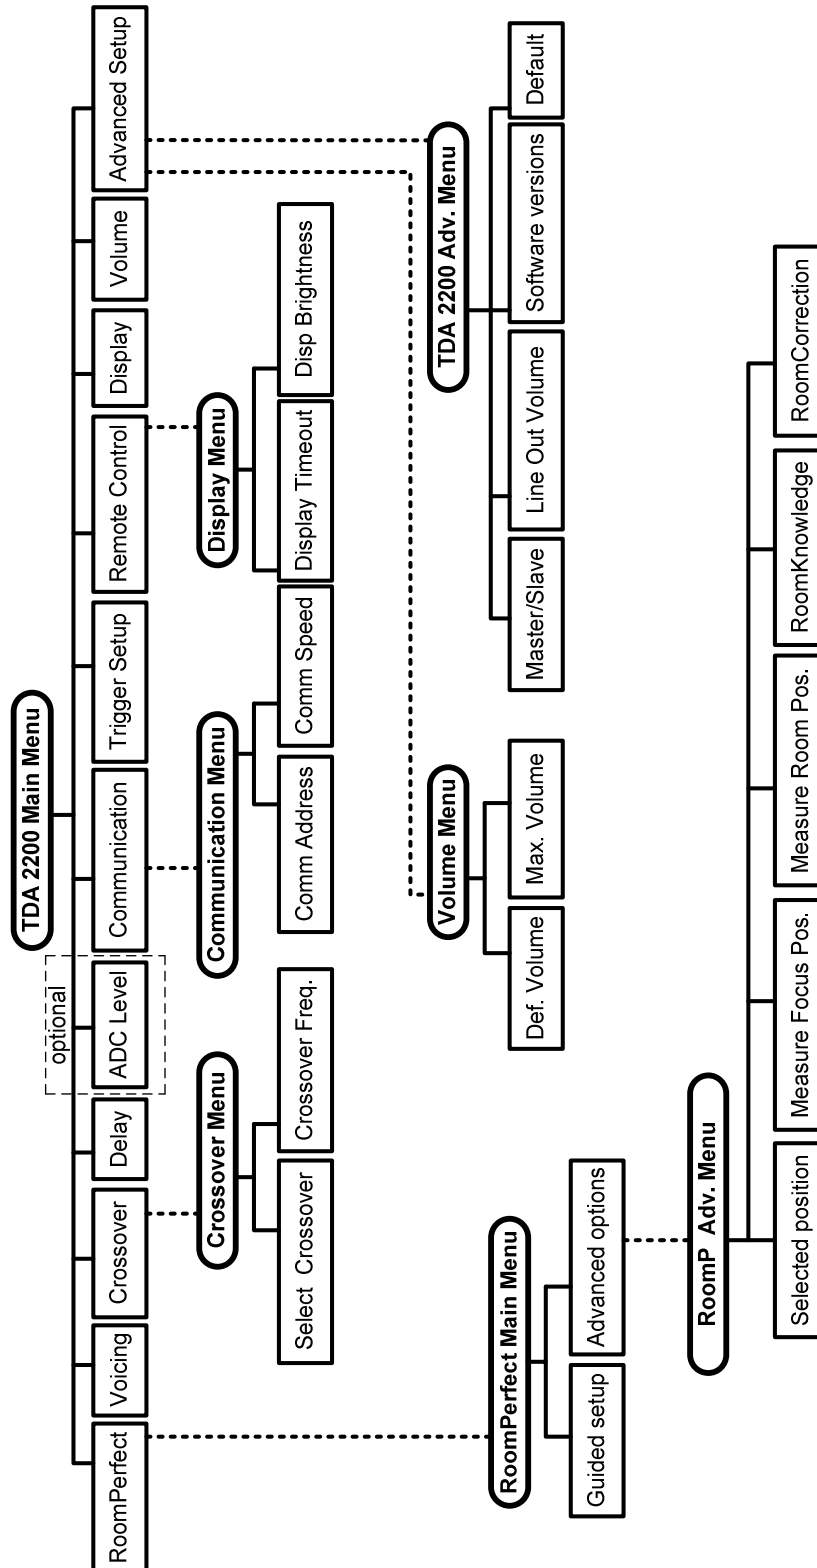 TDA 2200 Main Menu
optional
RoomPerfect
Voicing
Crossover
Delay
ADC Level
Communication
Trigger Setup
Remote Control
Display
Volume
Advanced Setup
Crossover Menu
Select Crossover
Crossover Freq.
Communication Menu
Comm Address
Comm Speed
Display Menu
Display Timeout
Disp Brightness
Volume Menu
Def. Volume
Max. Volume
TDA 2200 Adv. Menu
Master/Slave
Line Out Volume
Software versions
Default
RoomPerfect Main Menu
Guided setup
Advanced options
RoomP Adv. Menu
Selected position
Measure Focus Pos.
Measure Room Pos.
RoomKnowledge
RoomCorrection